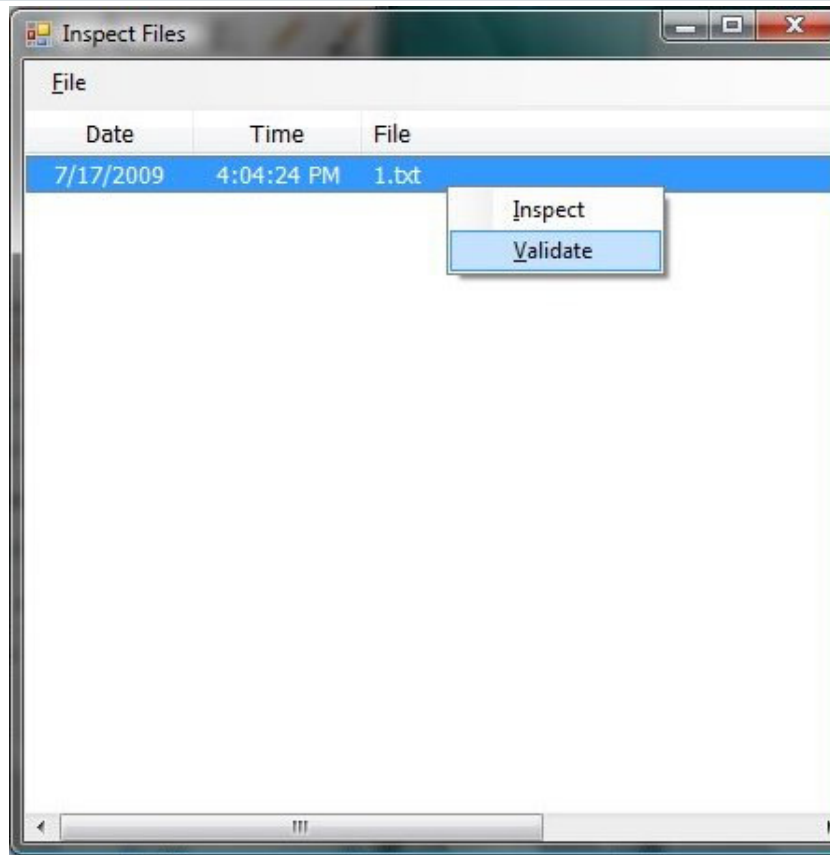 Inspect Files
File
Date Time File
7/17/2009 4:04:24 PM 1.txt
Inspect
Validate